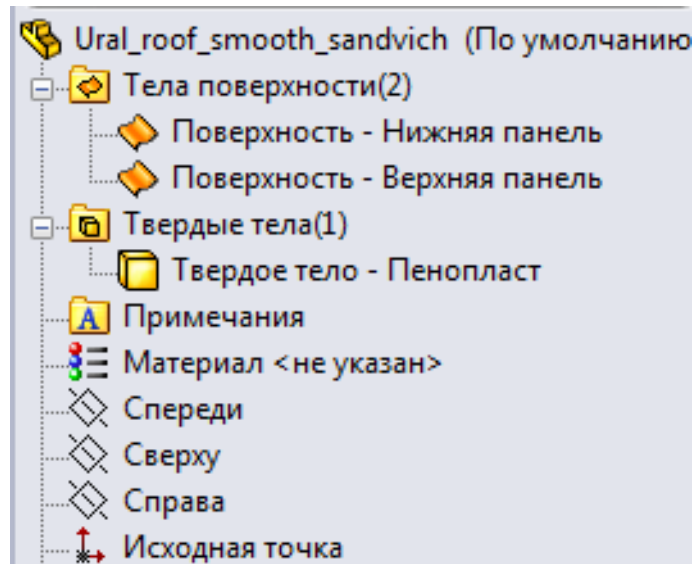 Ural_roof_smooth_sandvich (По умолчанию
Тела поверхности(2)
Поверхность - Нижняя панель
Поверхность - Верхняя панель
Твердые тела(1)
Твердое тело - Пенопласт
A Примечания
Материал <не указан>
Спереди
Сверху
Справа
Исходная точка